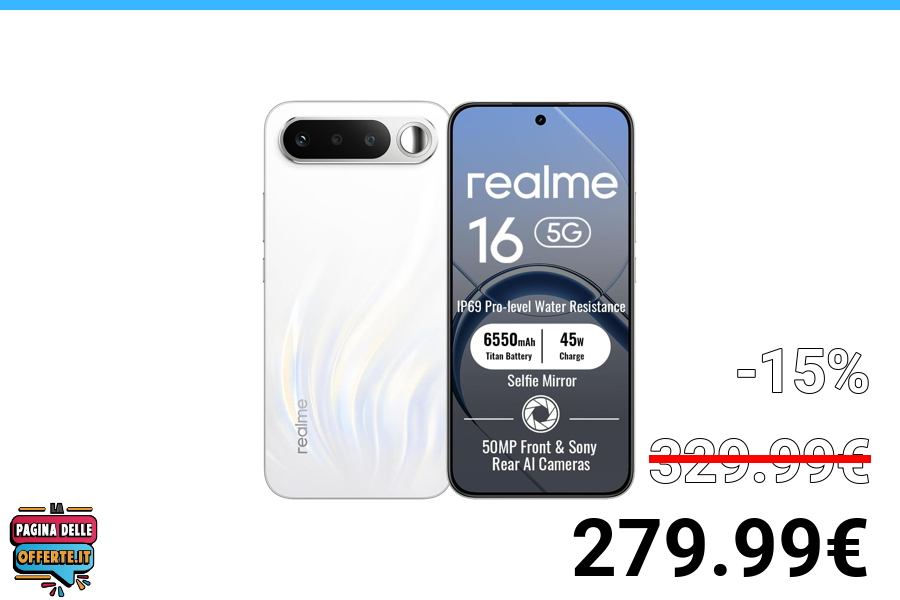 realme
16 5G
IP69 Pro-level Water Resistance
6550mAh
Titan Battery
45W
Charge
Selfie Mirror
50MP Front & Sony
Rear AI Cameras
realme
-15%
329.99€
279.99€
LA
PAGINA DELLE
OFFERTE.IT